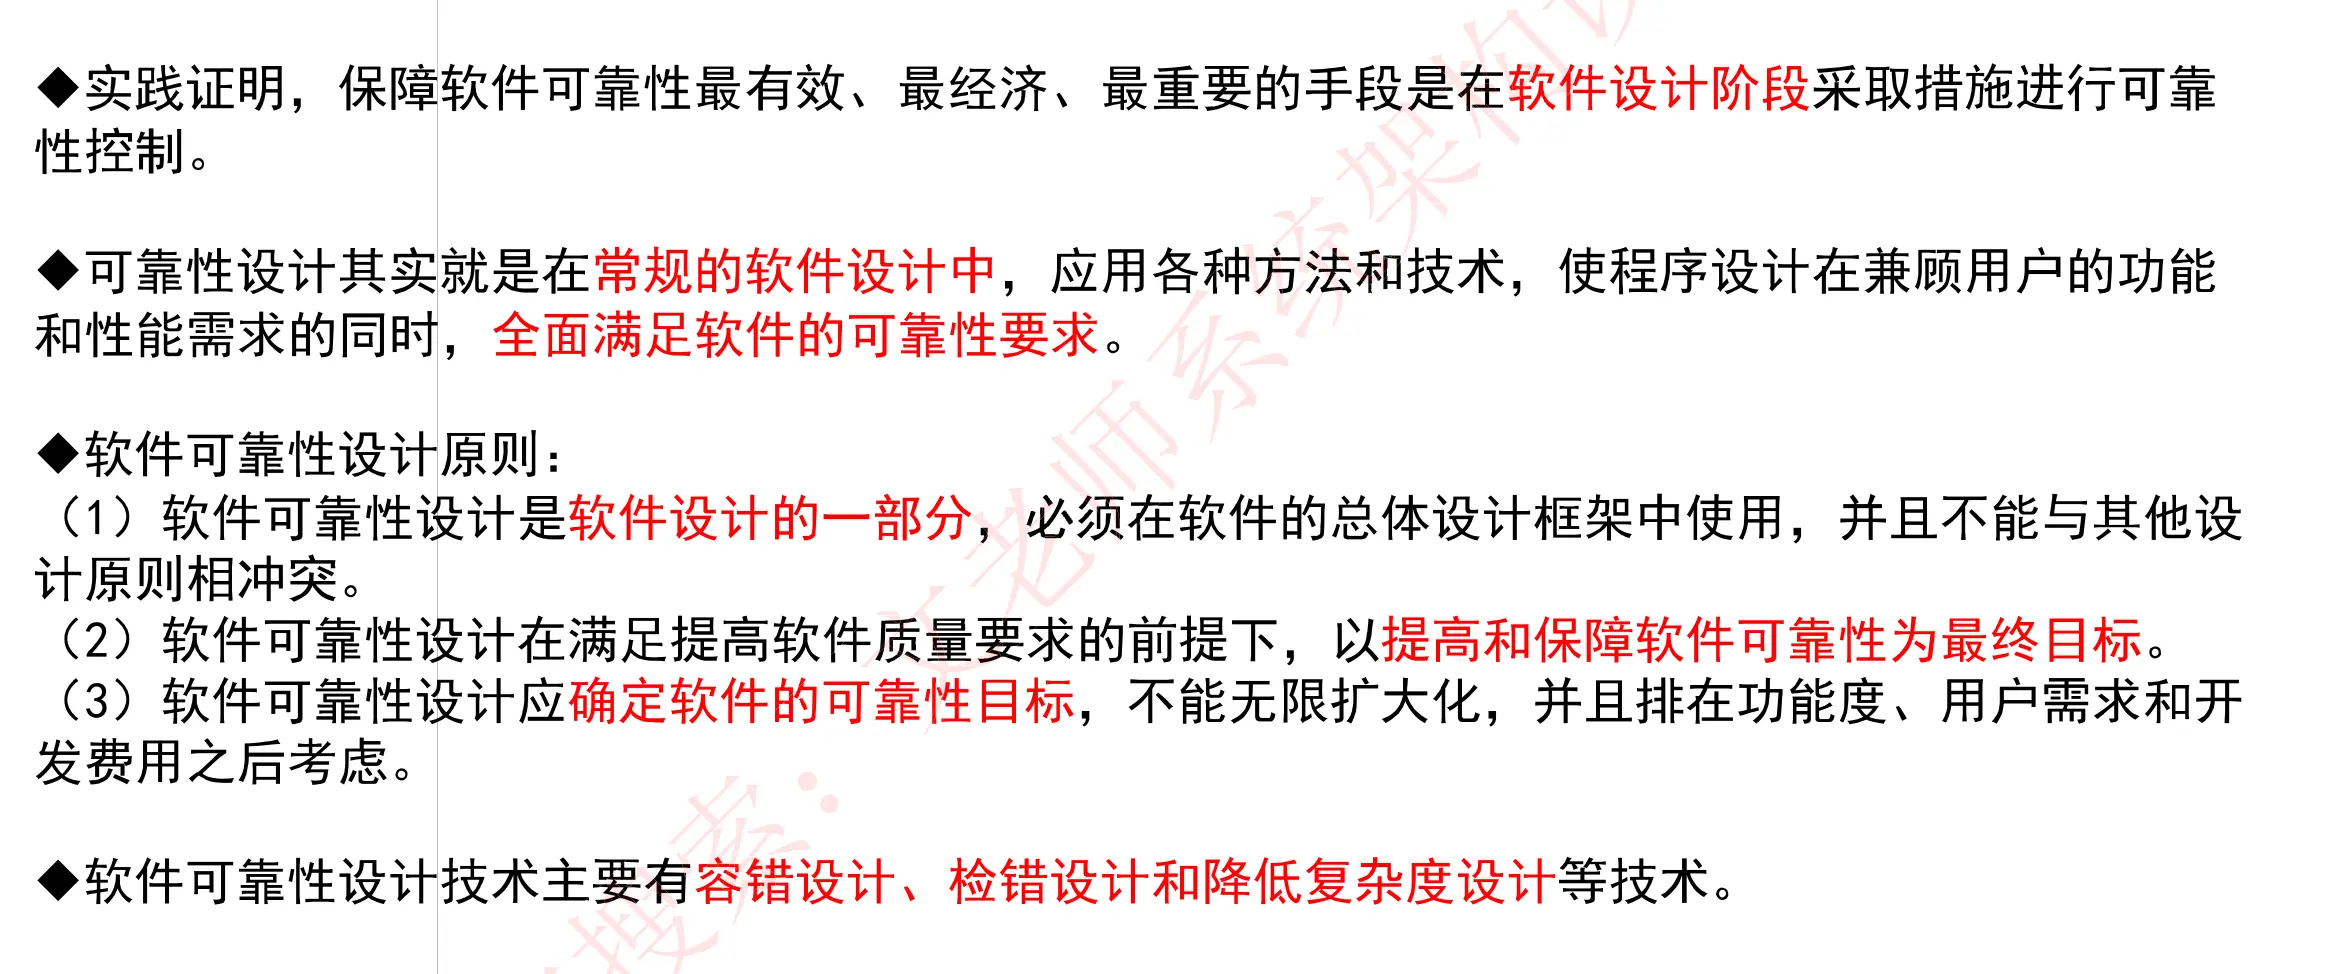 ◆实践证明，保障软件可靠性最有效、最经济、最重要的手段是在软件设计阶段采取措施进行可靠
性控制。
◆可靠性设计其实就是在常规的软件设计中，应用各种方法和技术，使程序设计在兼顾用户的功能
和性能需求的同时，全面满足软件的可靠性要求。
◆软件可靠性设计原则：
（1）软件可靠性设计是软件设计的一部分，必须在软件的总体设计框架中使用，并且不能与其他设
计原则相冲突。
（2）软件可靠性设计在满足提高软件质量要求的前提下，以提高和保障软件可靠性为最终目标。
（3）软件可靠性设计应确定软件的可靠性目标，不能无限扩大化，并且排在功能度、用户需求和开
发费用之后考虑。
◆软件可靠性设计技术主要有容错设计、检错设计和降低复杂度设计等技术。
搜索：文老师系统架构设